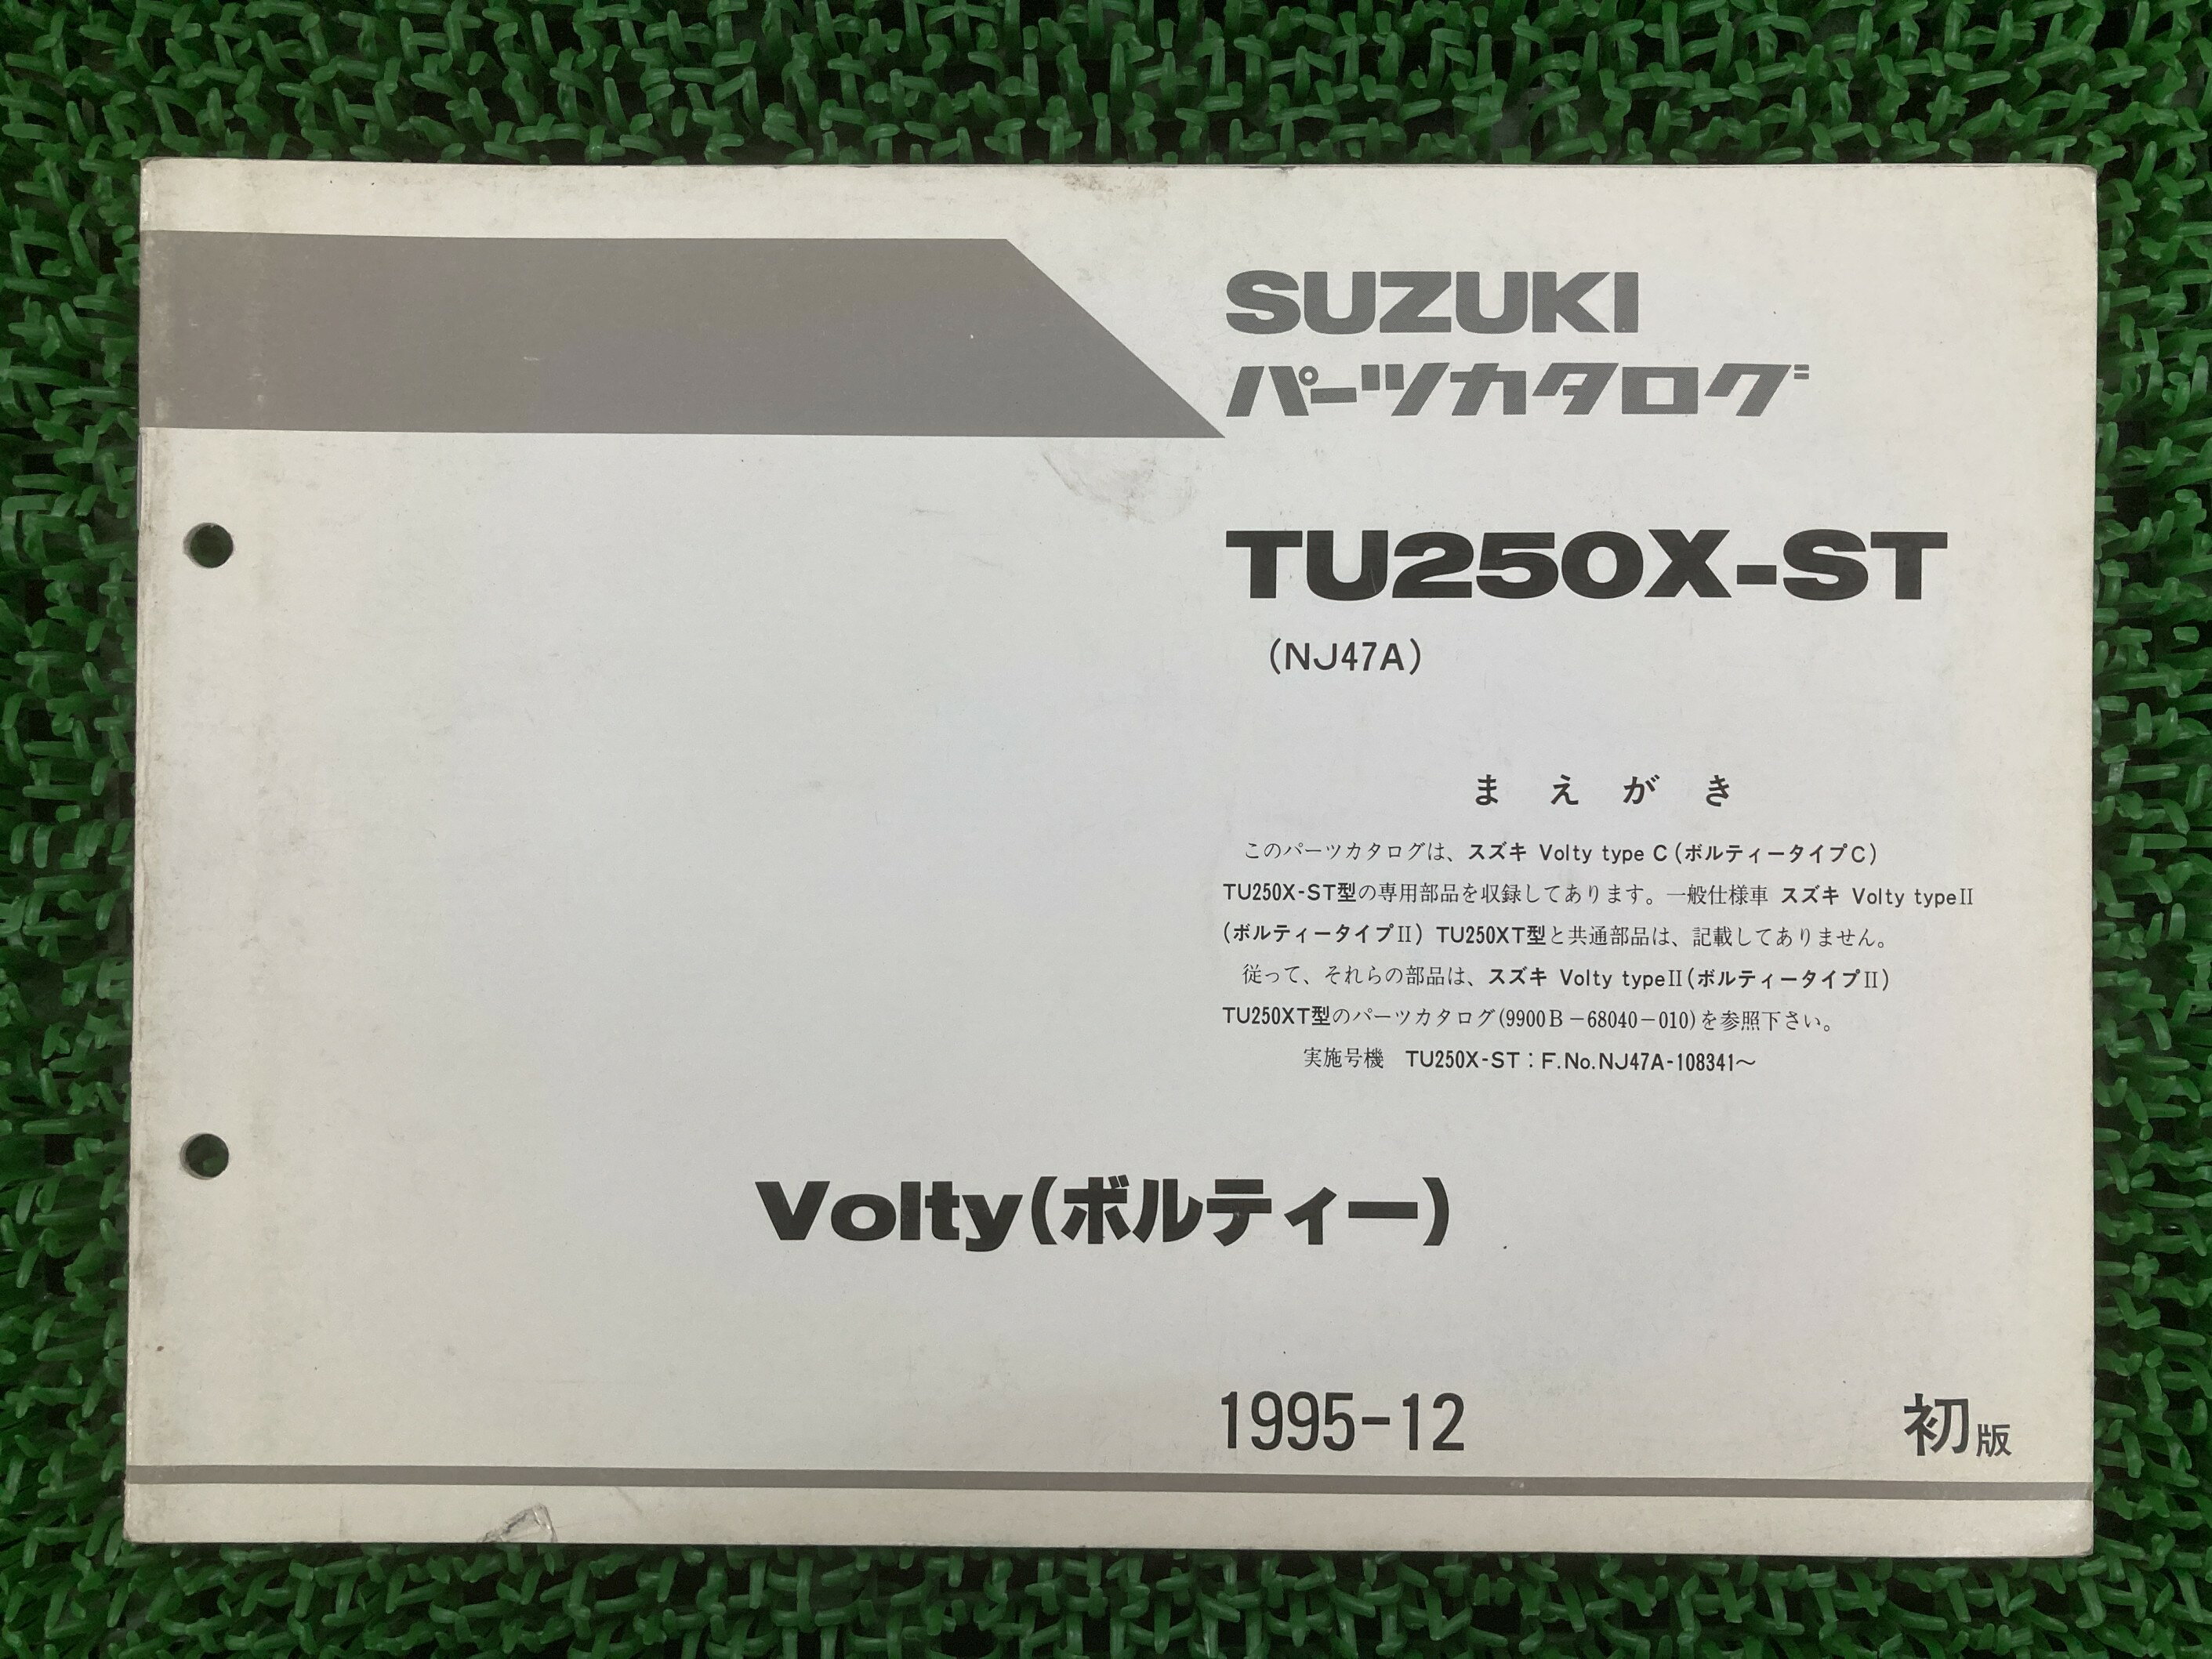 SUZUKI
パーツカタログ
TU250X-ST
(NJ47A)
まえがき
このパーツカタログは、スズキ Volty type C(ボルティータイプC)
TU250X-ST型の専用部品を収録してあります。一般仕様車 スズキ Volty typeⅡ
(ボルティータイプⅡ) TU250XT型と共通部品は、記載してありません。
従って、それらの部品は、スズキ Volty typeⅡ(ボルティータイプⅡ)
TU250XT型のパーツカタログ(9900B-68040-010)を参照下さい。
実施号機 TU250X-ST:F.No.NJ47A-108341〜
Volty(ボルティー)
1995-12
初版